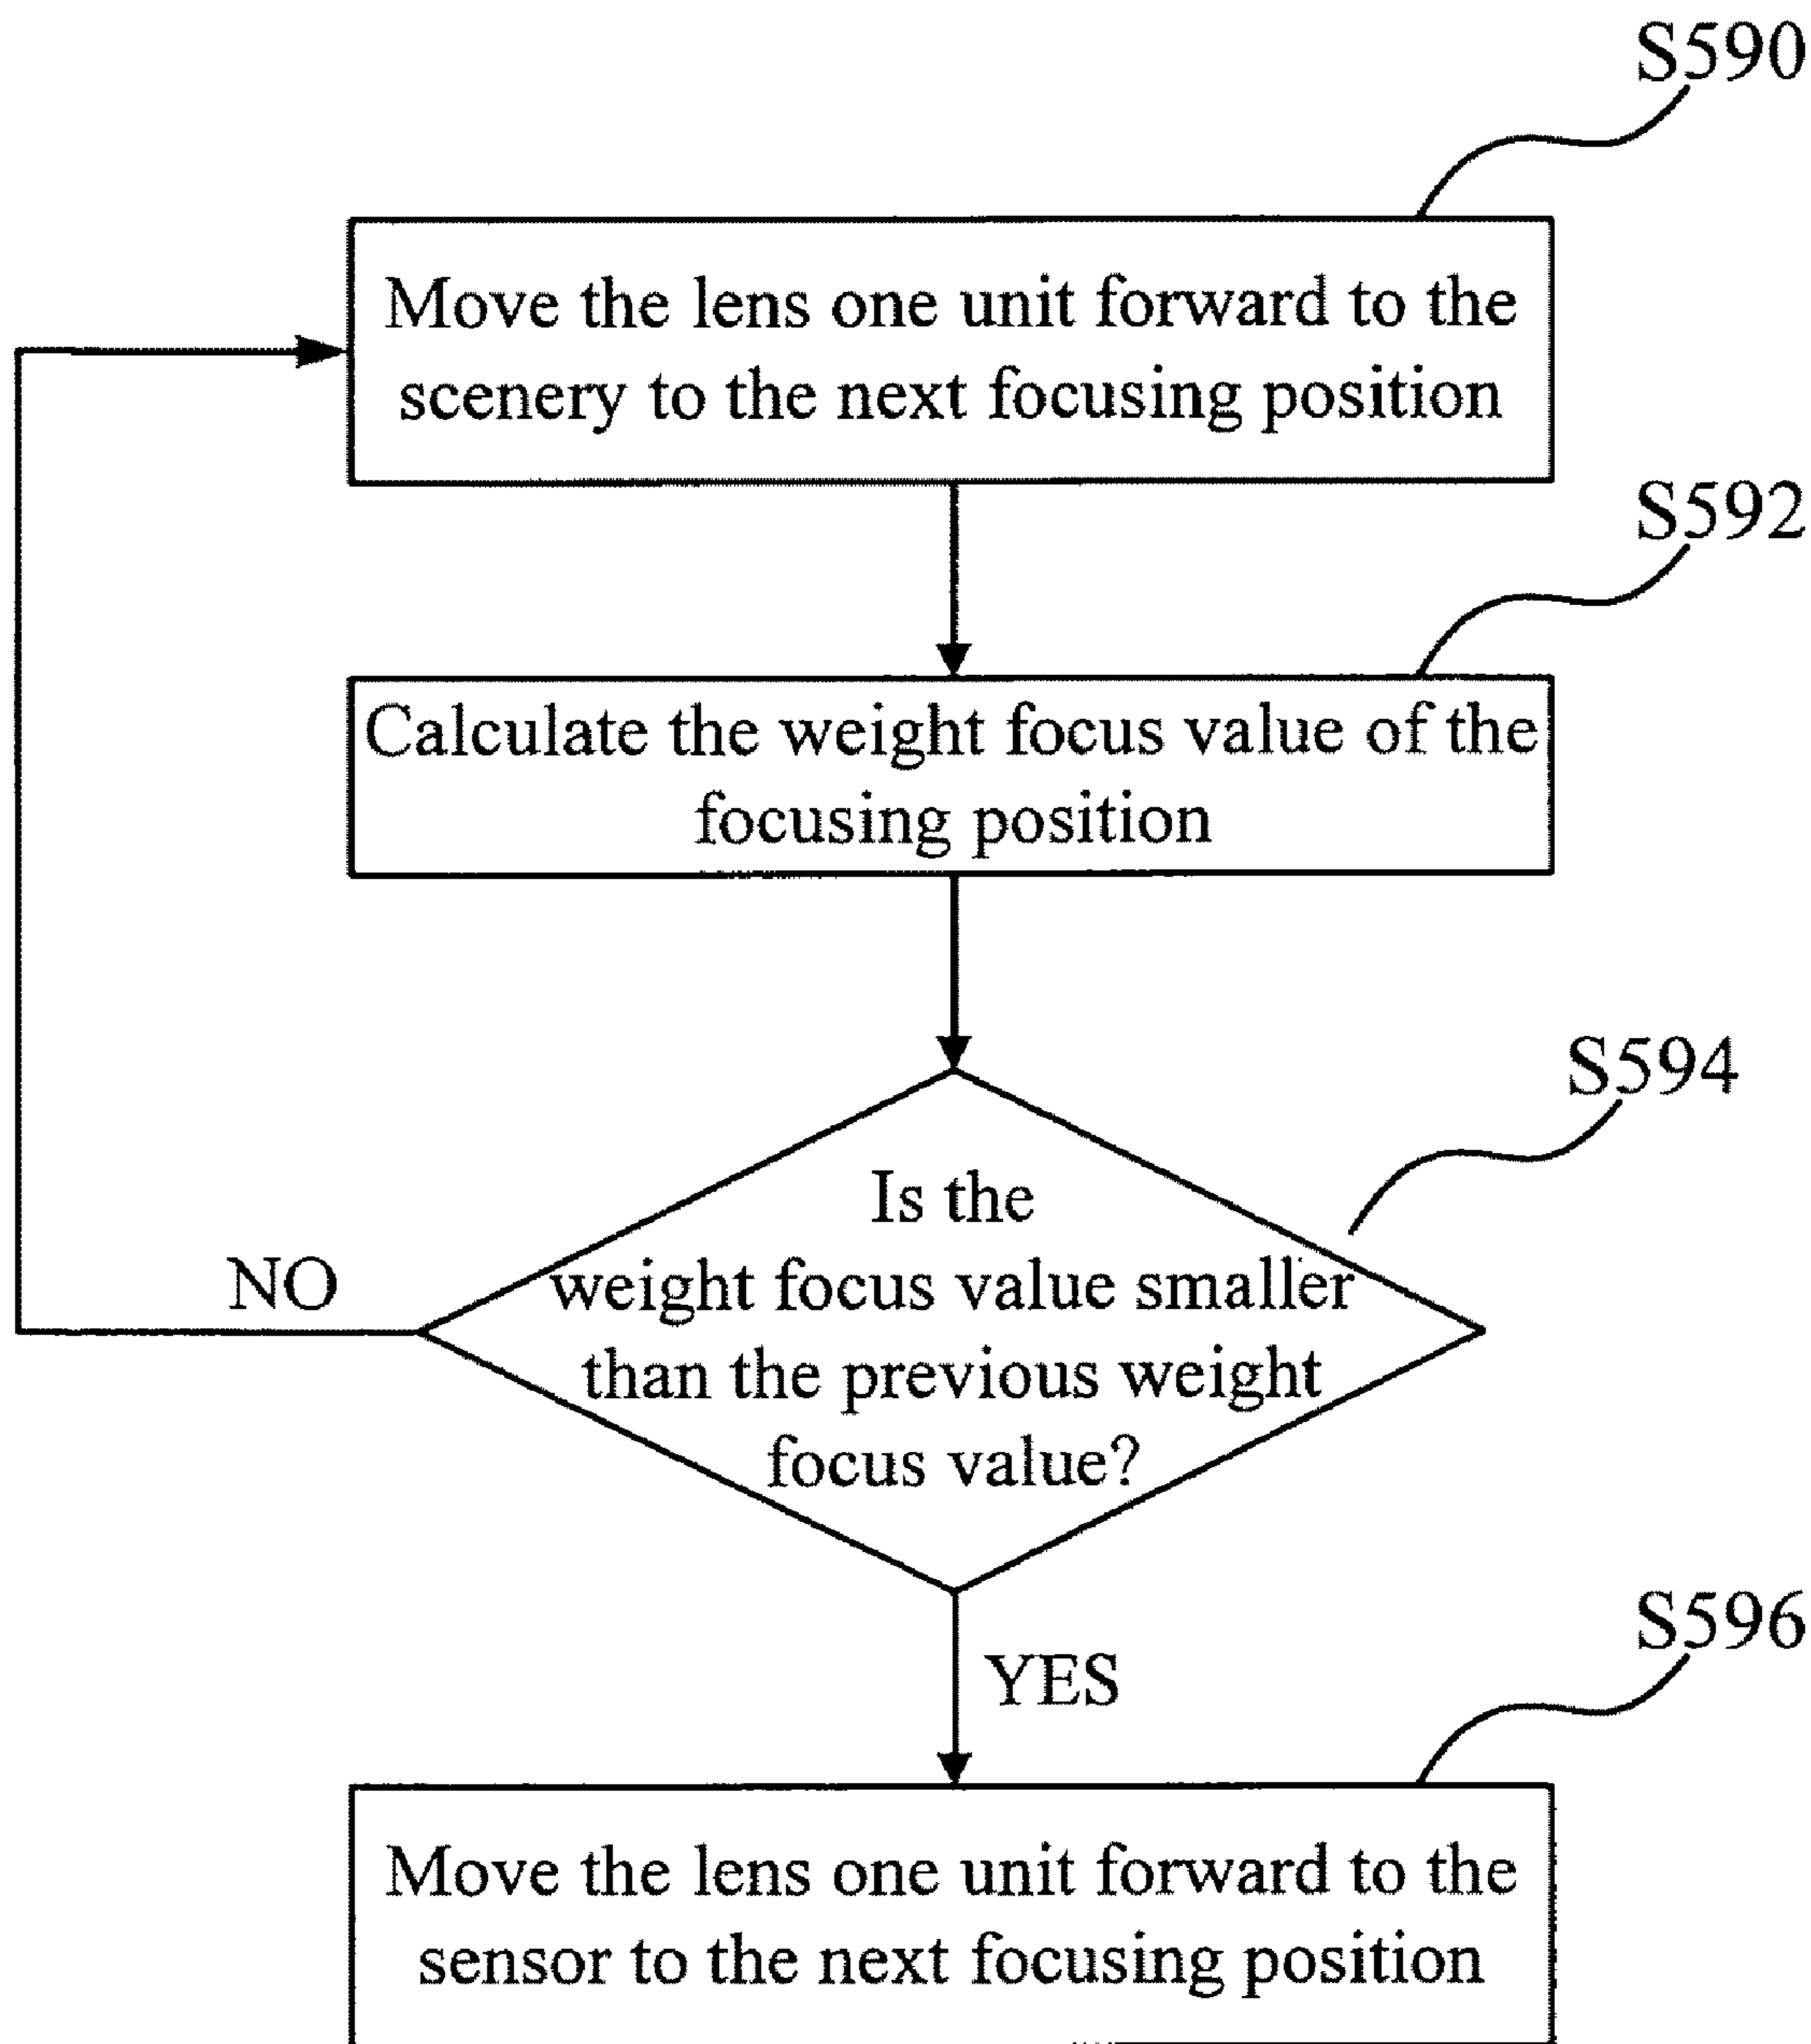 S590
Move the lens one unit forward to the
scenery to the next focusing position
S592
Calculate the weight focus value of the
focusing position
S594
Is the
weight focus value smaller
than the previous weight
focus value?
NO
YES
S596
Move the lens one unit forward to the
sensor to the next focusing position